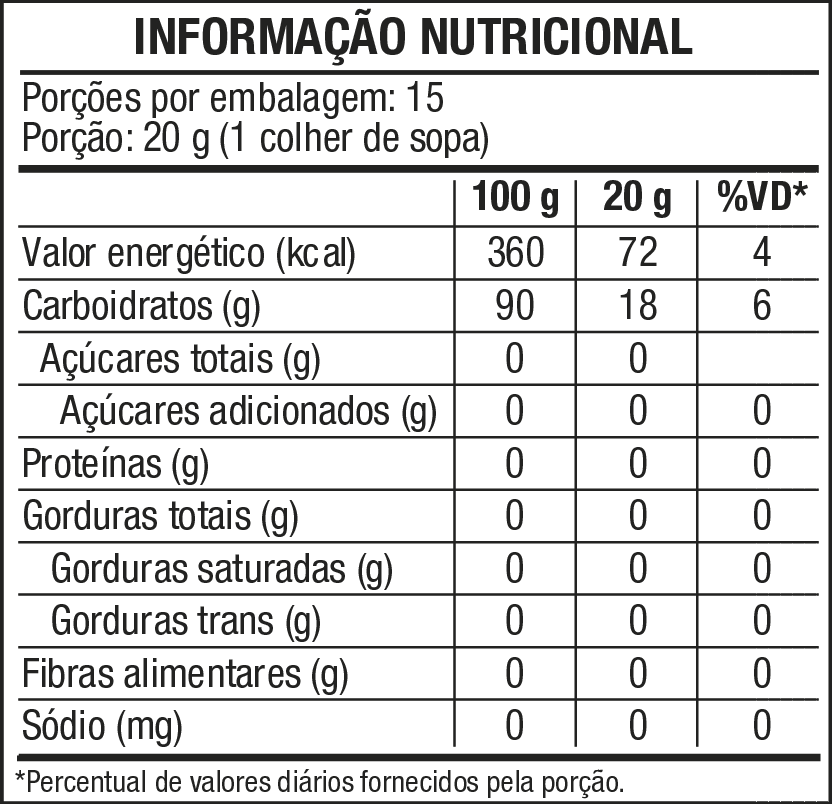 INFORMAÇÃO NUTRICIONAL
Porções por embalagem: 15
Porção: 20 g (1 colher de sopa)
100 g 20 g %VD*
Valor energético (kcal) 360 72 4
Carboidratos (g) 90 18 6
Açúcares totais (g) 0 0
Açúcares adicionados (g) 0 0 0
Proteínas (g) 0 0 0
Gorduras totais (g) 0 0 0
Gorduras saturadas (g) 0 0 0
Gorduras trans (g) 0 0 0
Fibras alimentares (g) 0 0 0
Sódio (mg) 0 0 0
*Percentual de valores diários fornecidos pela porção.